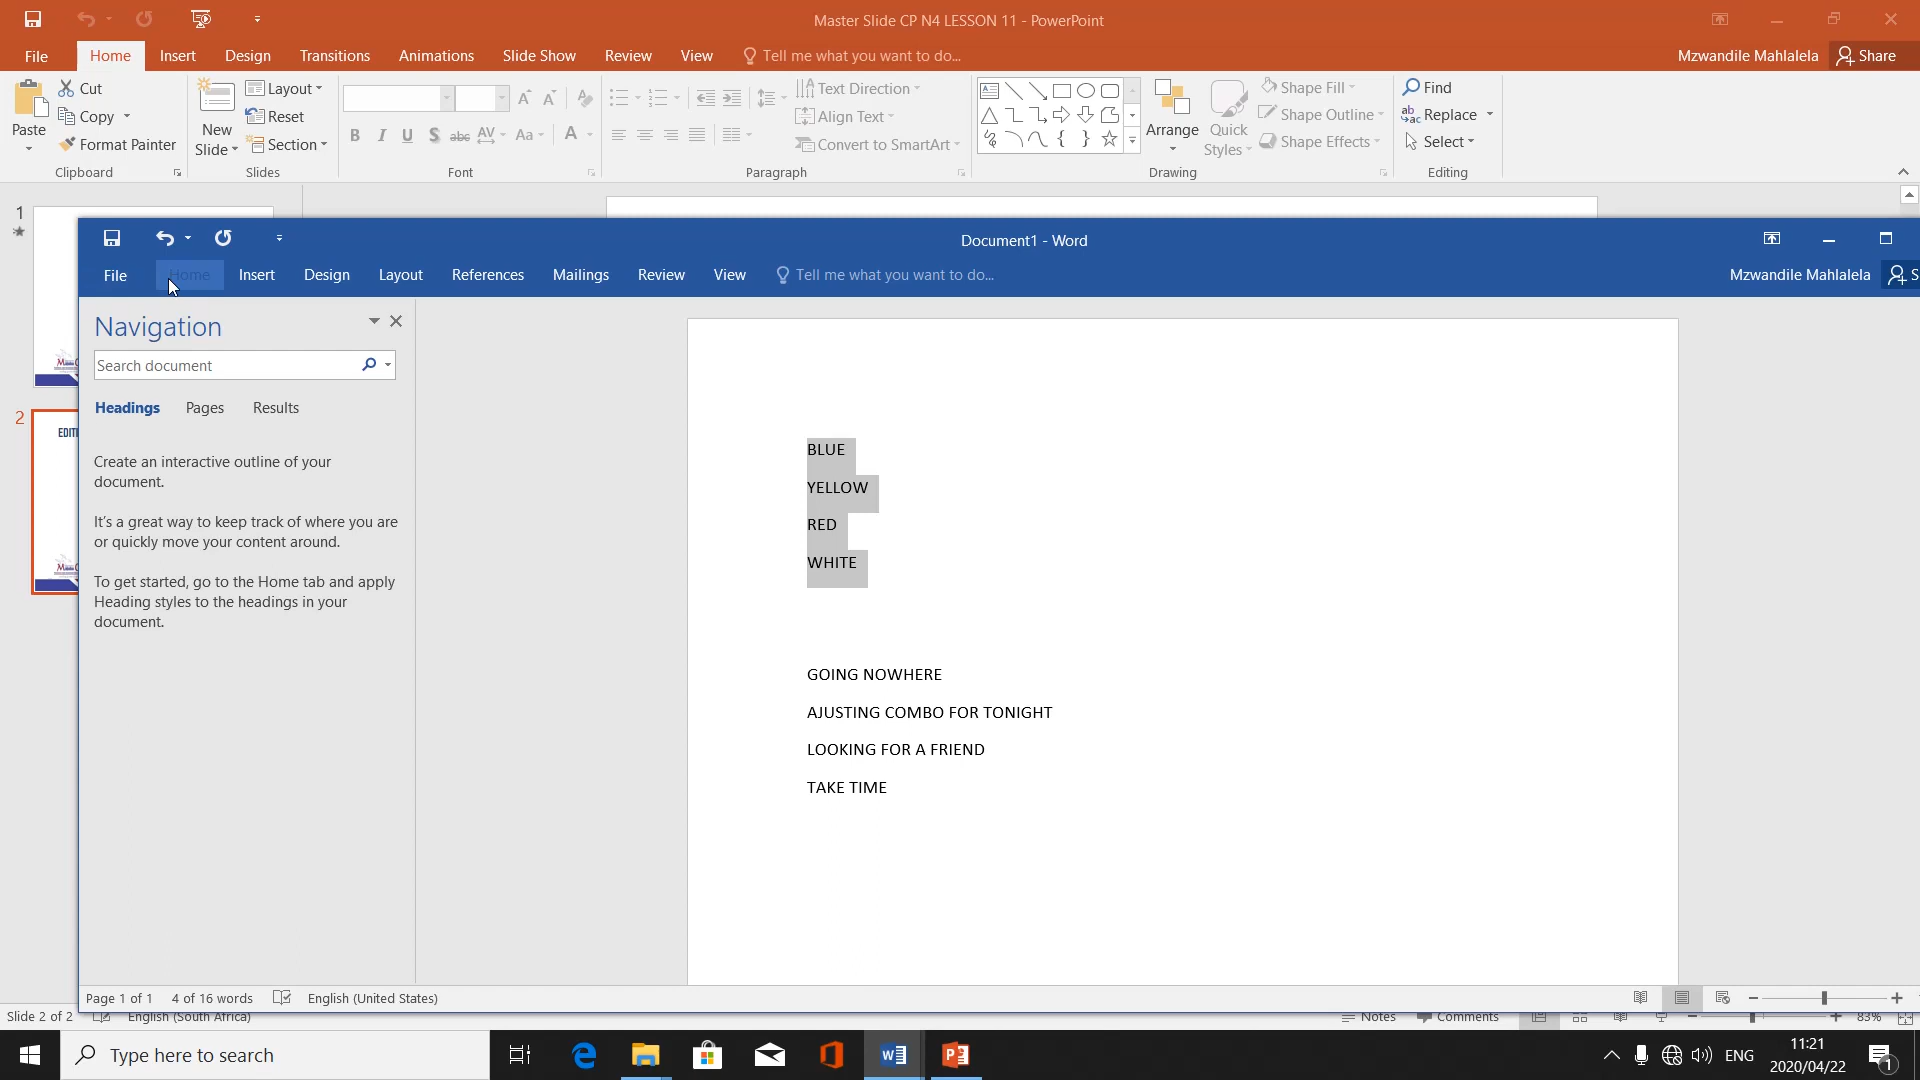 Master Slide CP N4 LESSON 11 - PowerPoint
File Home Insert Design Transitions Animations Slide Show Review View Tell me what you want to do... Mzwandile Mahlalela Share
Paste Cut Copy Format Painter Clipboard
New Slide Layout Reset Section Slides
B I U S abc AV Aa A Font
Text Direction Align Text Convert to SmartArt Paragraph
Arrange Quick Styles Shape Fill Shape Outline Shape Effects Drawing
Find Replace Select Editing
1
2
EDITI
Document1 - Word
File Home Insert Design Layout References Mailings Review View Tell me what you want to do... Mzwandile Mahlalela S
Navigation
Search document
Headings Pages Results
Create an interactive outline of your
document.
It's a great way to keep track of where you are
or quickly move your content around.
To get started, go to the Home tab and apply
Heading styles to the headings in your
document.
BLUE
YELLOW
RED
WHITE
GOING NOWHERE
AJUSTING COMBO FOR TONIGHT
LOOKING FOR A FRIEND
TAKE TIME
Page 1 of 1 4 of 16 words English (United States)
Slide 2 of 2 English (South Africa) Notes Comments 83%
Type here to search
ENG 11:21
2020/04/22
1